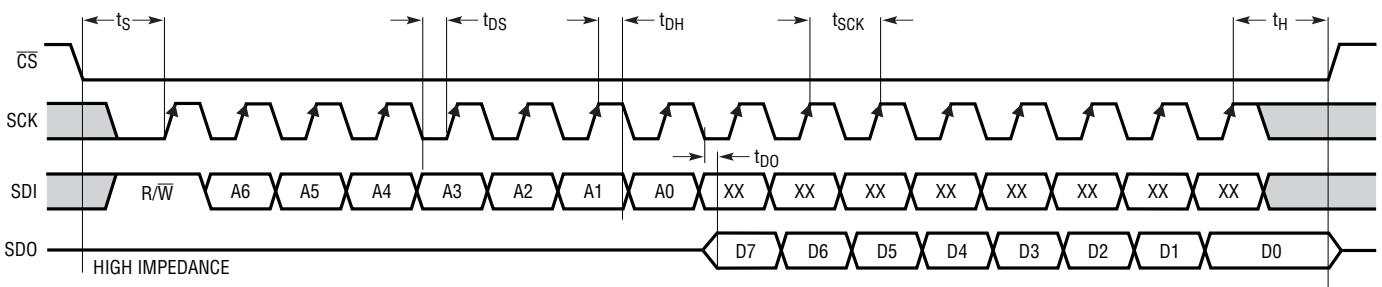 tS tDS tDH tSCK tH
C̅S̅
SCK
tDO
SDI R/W̅ A6 A5 A4 A3 A2 A1 A0 XX XX XX XX XX XX XX XX
SDO D7 D6 D5 D4 D3 D2 D1 D0
HIGH IMPEDANCE